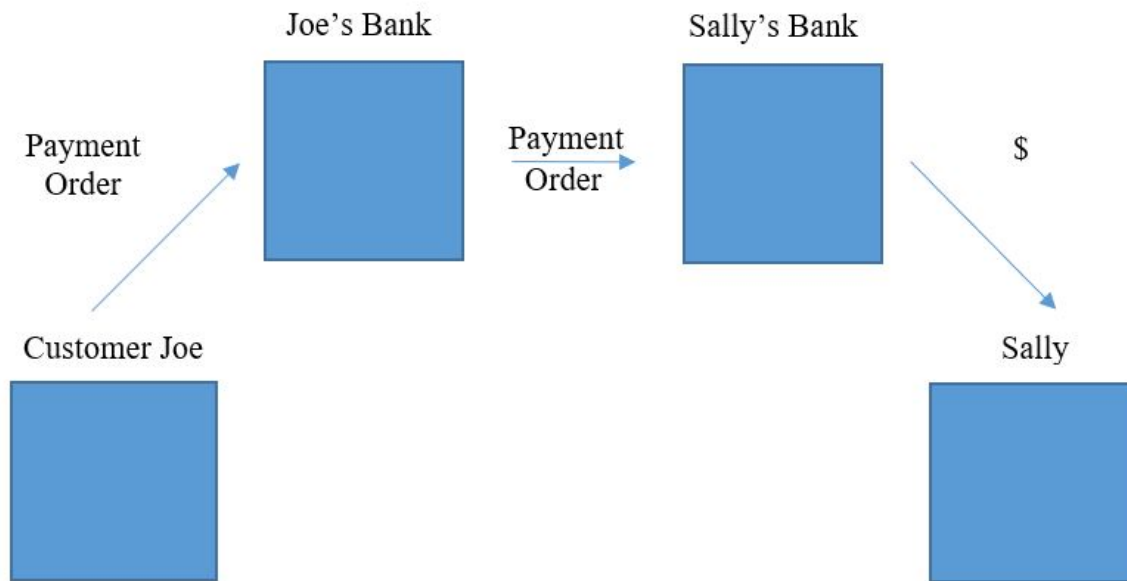 Joe’s Bank
Sally’s Bank
Payment
Order
Payment
Order
$
Customer Joe
Sally